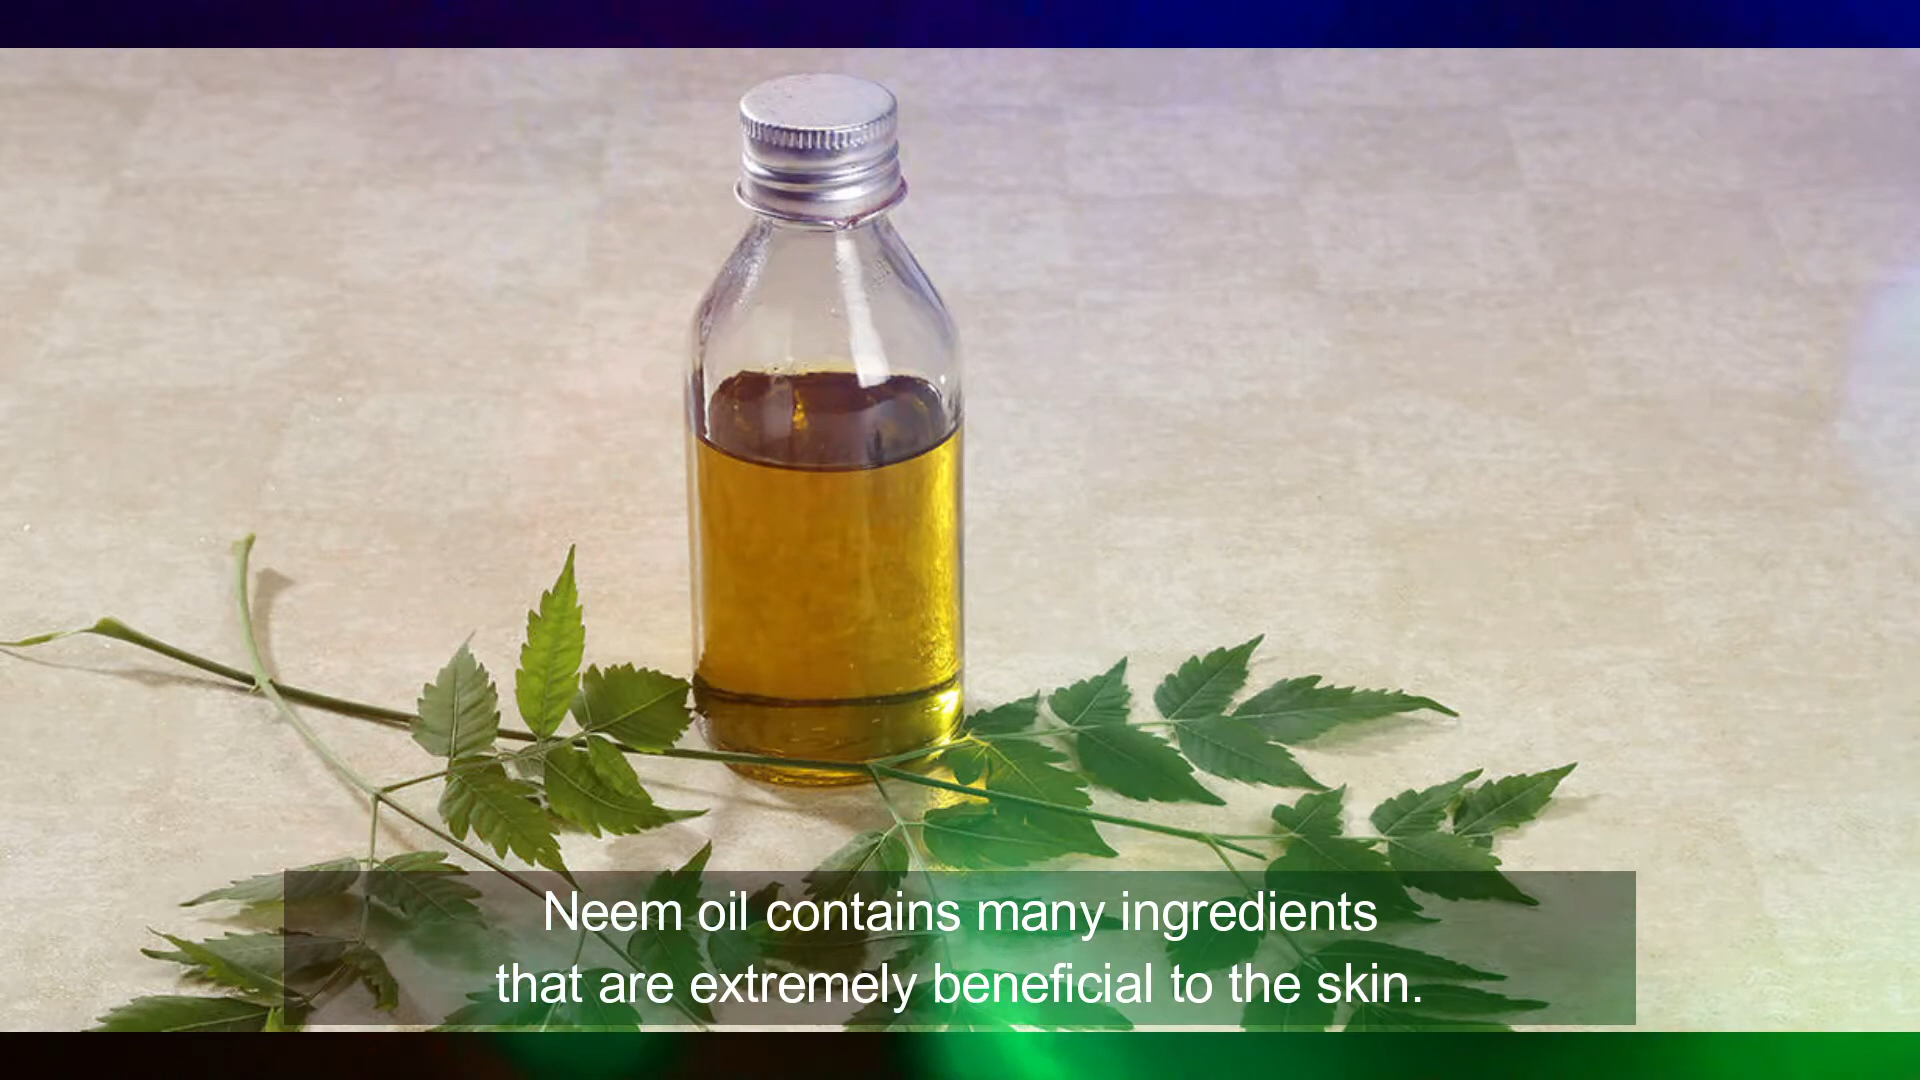 Neem oil contains many ingredients
that are extremely beneficial to the skin.